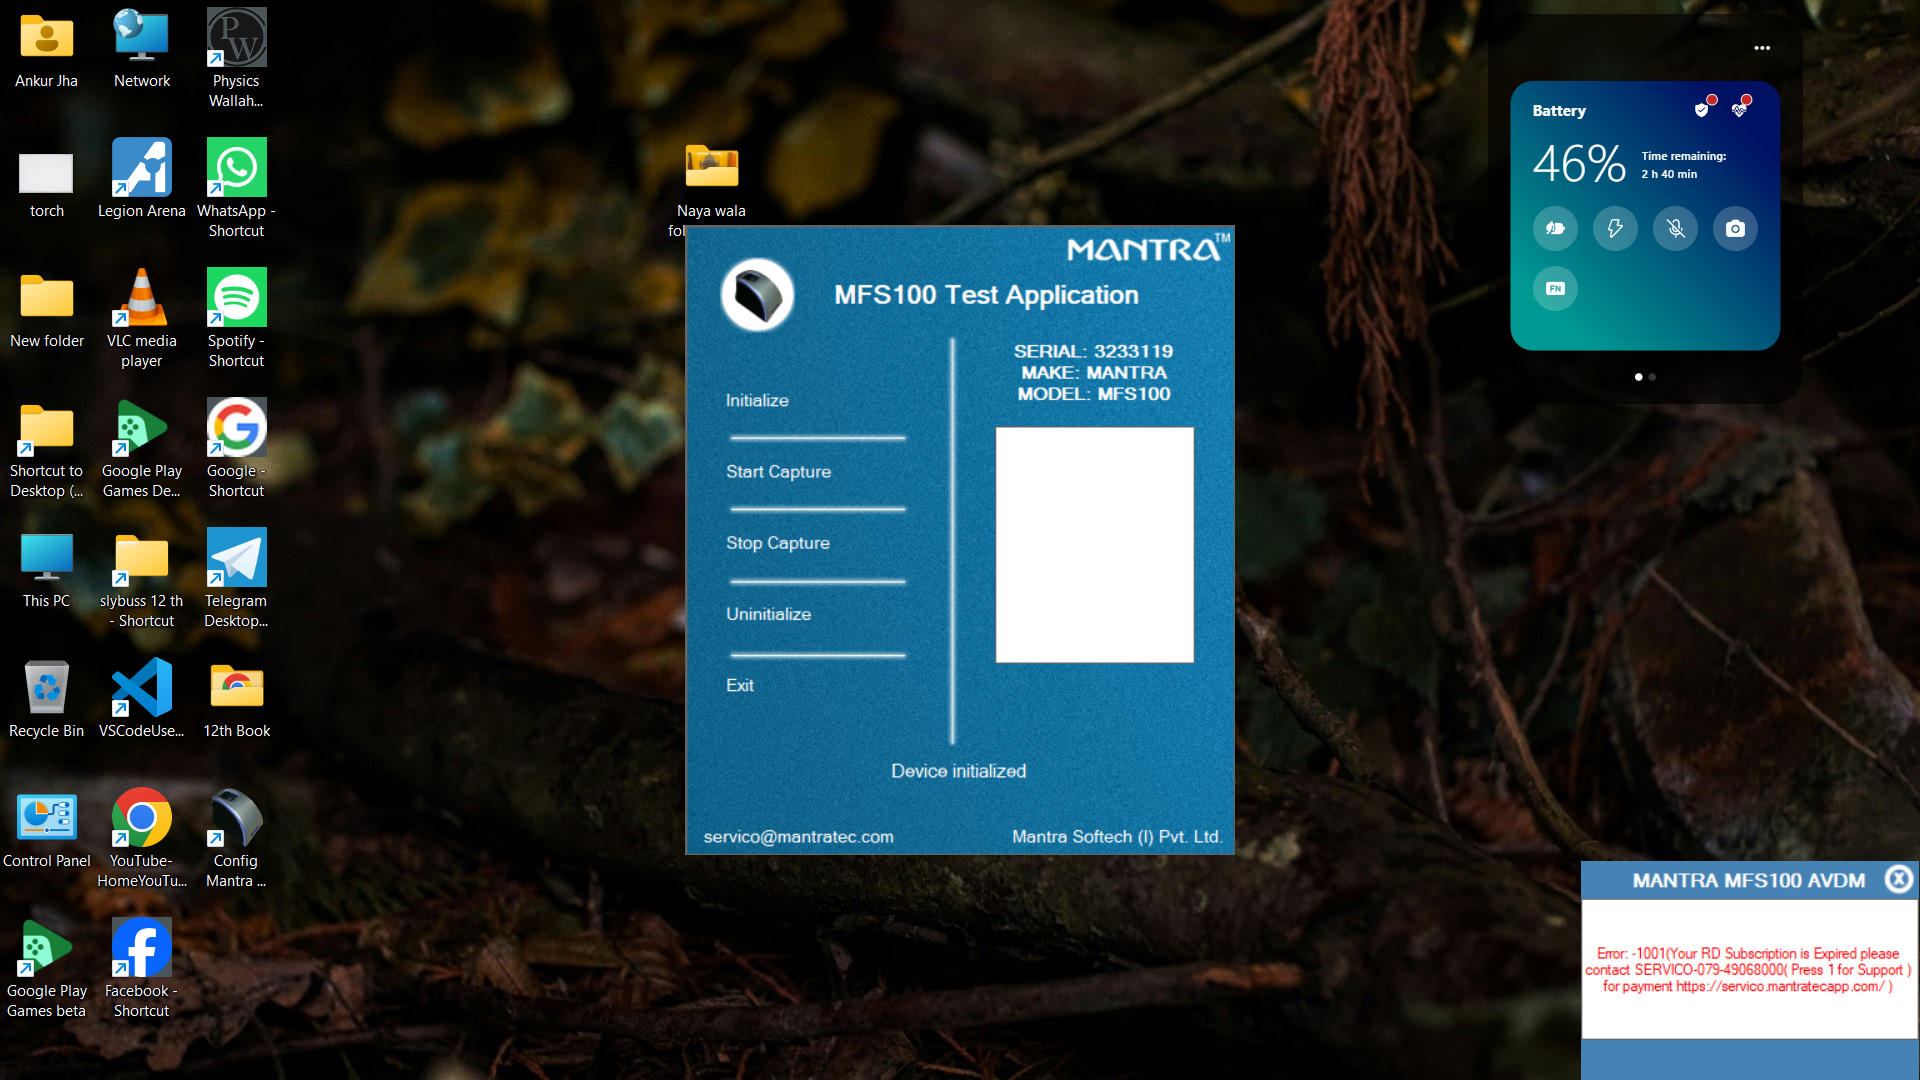 Ankur Jha
Network
Physics
Wallah...
torch
Legion Arena
WhatsApp -
Shortcut
New folder
VLC media
player
Spotify -
Shortcut
Shortcut to
Desktop (...
Google Play
Games De...
Google -
Shortcut
This PC
slybuss 12 th
- Shortcut
Telegram
Desktop...
Recycle Bin
VSCodeUse...
12th Book
Control Panel
YouTube-
HomeYouTu...
Config
Mantra ...
Google Play
Games beta
Facebook -
Shortcut
PW
Naya wala
fol
MANTRA™
MFS100 Test Application
SERIAL: 3233119
MAKE: MANTRA
MODEL: MFS100
Initialize
Start Capture
Stop Capture
Uninitialize
Exit
Device initialized
servico@mantratec.com
Mantra Softech (I) Pvt. Ltd.
Battery
46%
Time remaining:
2 h 40 min
FN
MANTRA MFS100 AVDM
Error: -1001(Your RD Subscription is Expired please
contact SERVICO-079-49068000( Press 1 for Support )
for payment https://servico.mantratecapp.com/ )